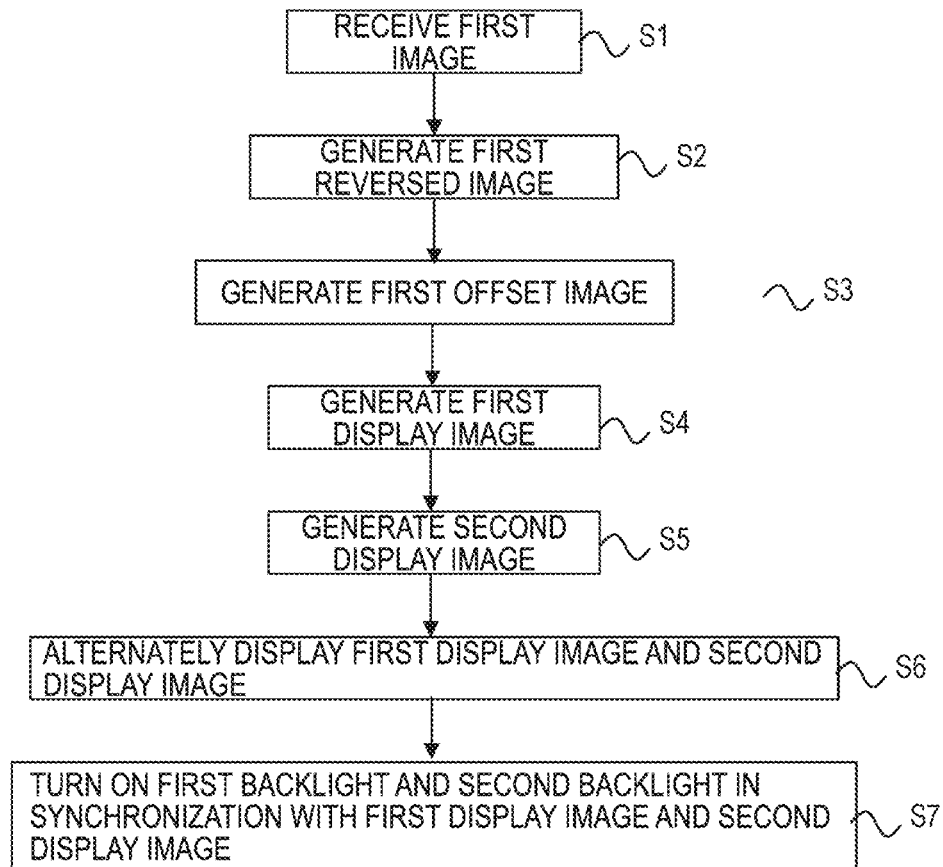 RECEIVE FIRST
IMAGE
S1
GENERATE FIRST
REVERSED IMAGE
S2
GENERATE FIRST OFFSET IMAGE
S3
GENERATE FIRST
DISPLAY IMAGE
S4
GENERATE SECOND
DISPLAY IMAGE
S5
ALTERNATELY DISPLAY FIRST DISPLAY IMAGE AND SECOND
DISPLAY IMAGE
S6
TURN ON FIRST BACKLIGHT AND SECOND BACKLIGHT IN
SYNCHRONIZATION WITH FIRST DISPLAY IMAGE AND SECOND
DISPLAY IMAGE
S7